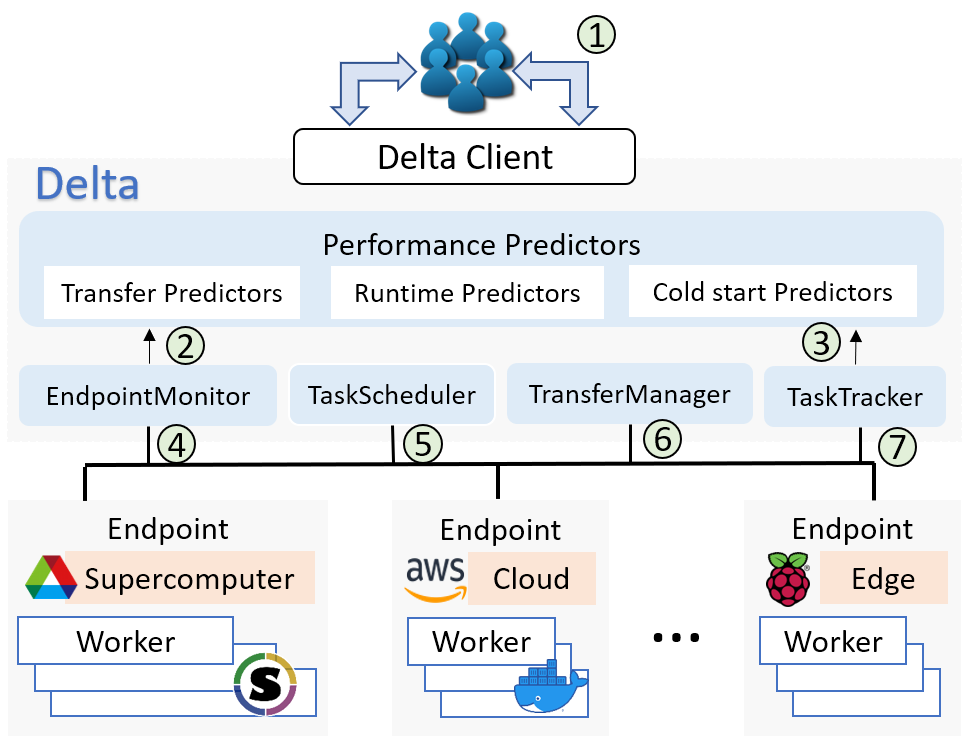 1
Delta Client
Delta
Performance Predictors
Transfer Predictors
Runtime Predictors
Cold start Predictors
2
3
EndpointMonitor
TaskScheduler
TransferManager
TaskTracker
4
5
6
7
Endpoint
Endpoint
Endpoint
Supercomputer
aws
Cloud
®
Edge
Worker
Worker
...
Worker
S